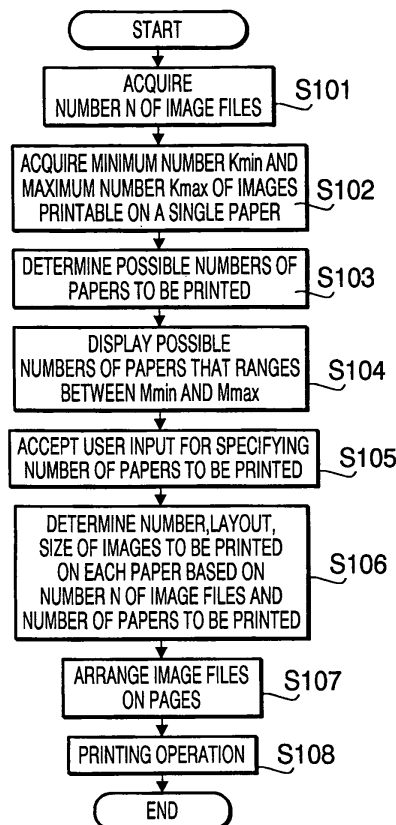 START
ACQUIRE
NUMBER N OF IMAGE FILES
S101
ACQUIRE MINIMUM NUMBER Kmin AND
MAXIMUM NUMBER Kmax OF IMAGES
PRINTABLE ON A SINGLE PAPER
S102
DETERMINE POSSIBLE NUMBERS OF
PAPERS TO BE PRINTED
S103
DISPLAY POSSIBLE
NUMBERS OF PAPERS THAT RANGES
BETWEEN Mmin AND Mmax
S104
ACCEPT USER INPUT FOR SPECIFYING
NUMBER OF PAPERS TO BE PRINTED
S105
DETERMINE NUMBER,LAYOUT,
SIZE OF IMAGES TO BE PRINTED
ON EACH PAPER BASED ON
NUMBER N OF IMAGE FILES AND
NUMBER OF PAPERS TO BE PRINTED
S106
ARRANGE IMAGE FILES
ON PAGES
S107
PRINTING OPERATION
S108
END